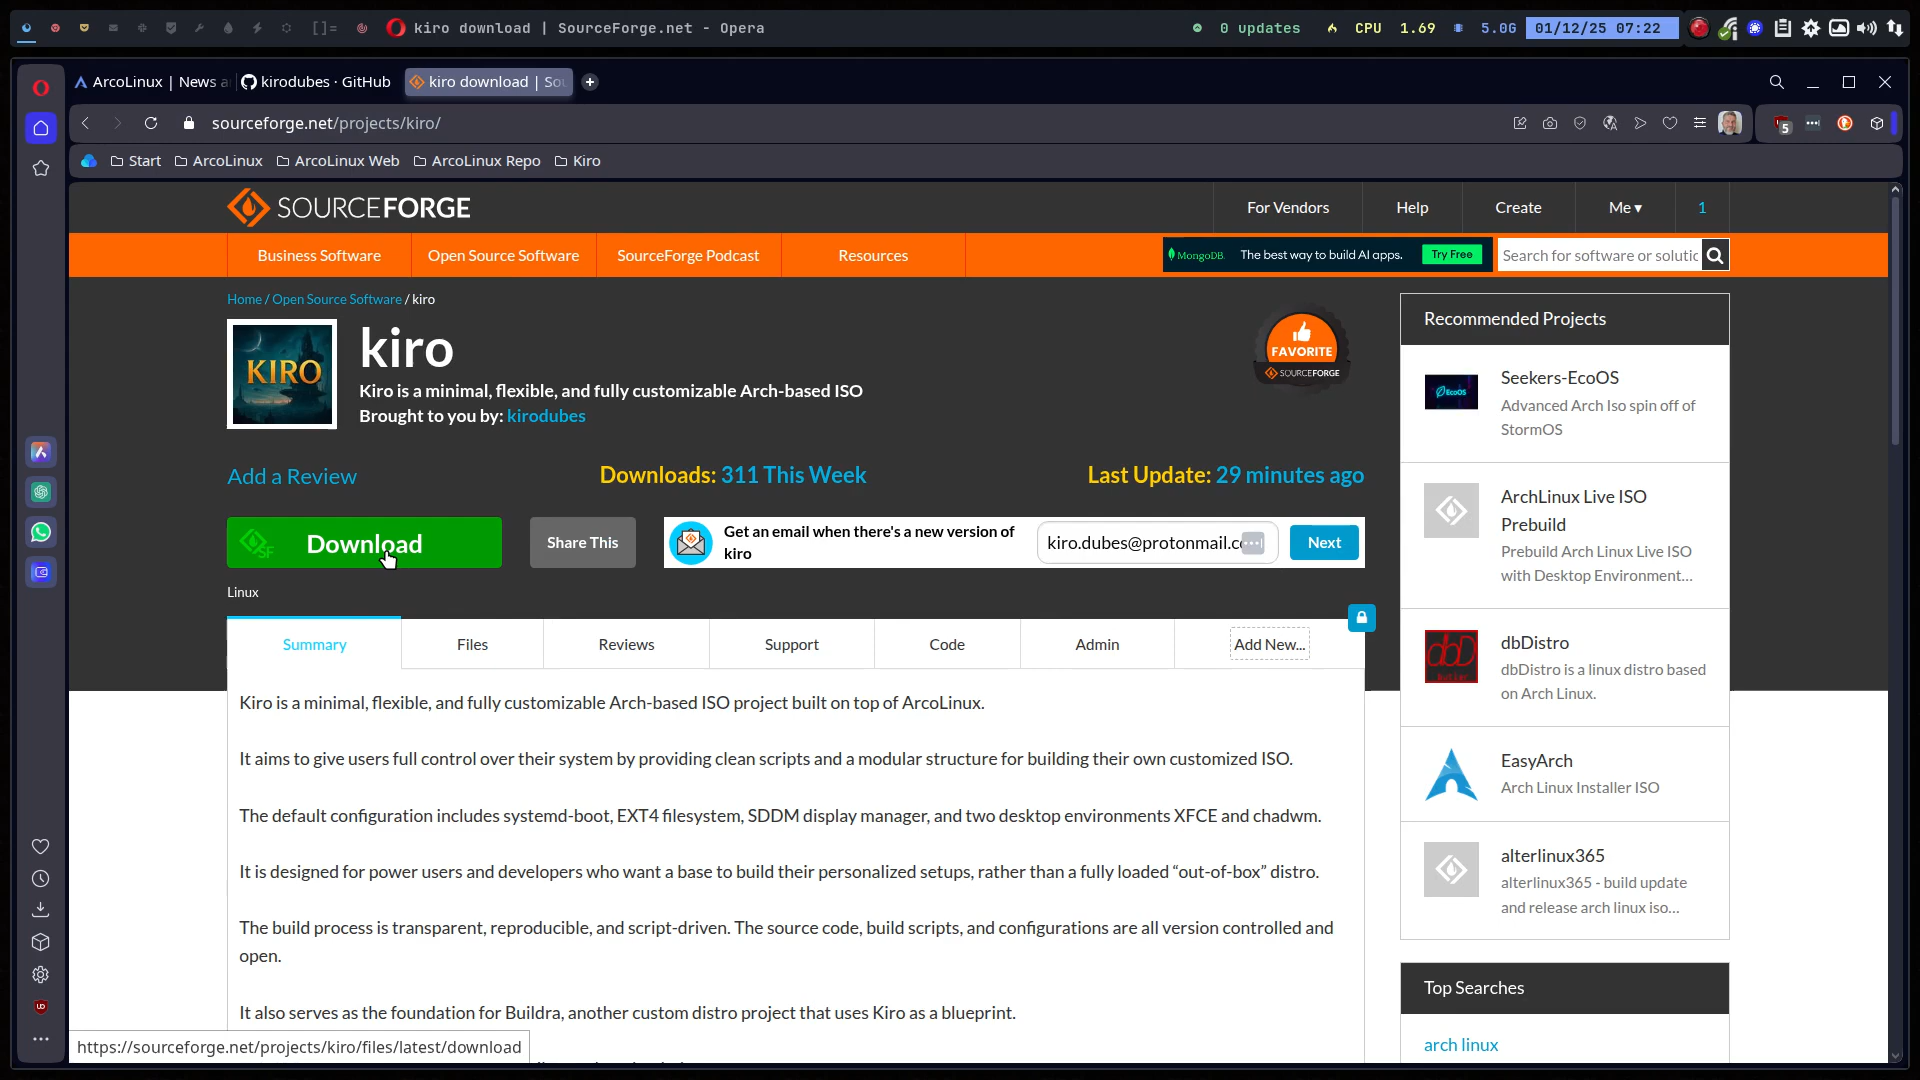 []= kiro download | SourceForge.net - Opera
0 updates CPU 1.69 5.0G 01/12/25 07:22
ArcoLinux | News a kirodubes · GitHub kiro download | So
sourceforge.net/projects/kiro/
5
Start ArcoLinux ArcoLinux Web ArcoLinux Repo Kiro
SOURCEFORGE
For Vendors Help Create Me▾ 1
Business Software Open Source Software SourceForge Podcast Resources
MongoDB. The best way to build AI apps. Try Free
Search for software or solutic
Home / Open Source Software / kiro
KIRO
kiro
Kiro is a minimal, flexible, and fully customizable Arch-based ISO
Brought to you by: kirodubes
FAVORITE
SOURCEFORGE
Add a Review
Downloads: 311 This Week
Last Update: 29 minutes ago
SF
Download
Share This
Get an email when there's a new version of
kiro
kiro.dubes@protonmail.c
Next
Linux
Summary Files Reviews Support Code Admin Add New...
Kiro is a minimal, flexible, and fully customizable Arch-based ISO project built on top of ArcoLinux.
It aims to give users full control over their system by providing clean scripts and a modular structure for building their own customized ISO.
The default configuration includes systemd-boot, EXT4 filesystem, SDDM display manager, and two desktop environments XFCE and chadwm.
It is designed for power users and developers who want a base to build their personalized setups, rather than a fully loaded “out-of-box” distro.
The build process is transparent, reproducible, and script-driven. The source code, build scripts, and configurations are all version controlled and
open.
It also serves as the foundation for Buildra, another custom distro project that uses Kiro as a blueprint.
https://sourceforge.net/projects/kiro/files/latest/download
Recommended Projects
EcoOS
Seekers-EcoOS
Advanced Arch Iso spin off of
StormOS
ArchLinux Live ISO
Prebuild
Prebuild Arch Linux Live ISO
with Desktop Environment...
dbD
dbDistro
dbDistro is a linux distro based
on Arch Linux.
EasyArch
Arch Linux Installer ISO
alterlinux365
alterlinux365 - build update
and release arch linux iso...
Top Searches
arch linux